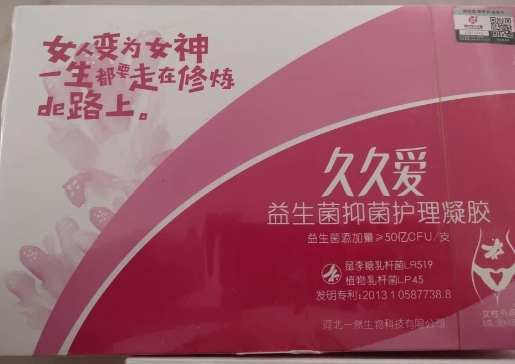 女人变为女神
一生都要走在修炼
de路上。
久久爱
益生菌抑菌护理凝胶
益生菌添加量≥50亿CFU/支
鼠李糖乳杆菌LR519
植物乳杆菌LP45
发明专利:2013 1 0587738.8
河北一然生物科技有限公司
女性外用